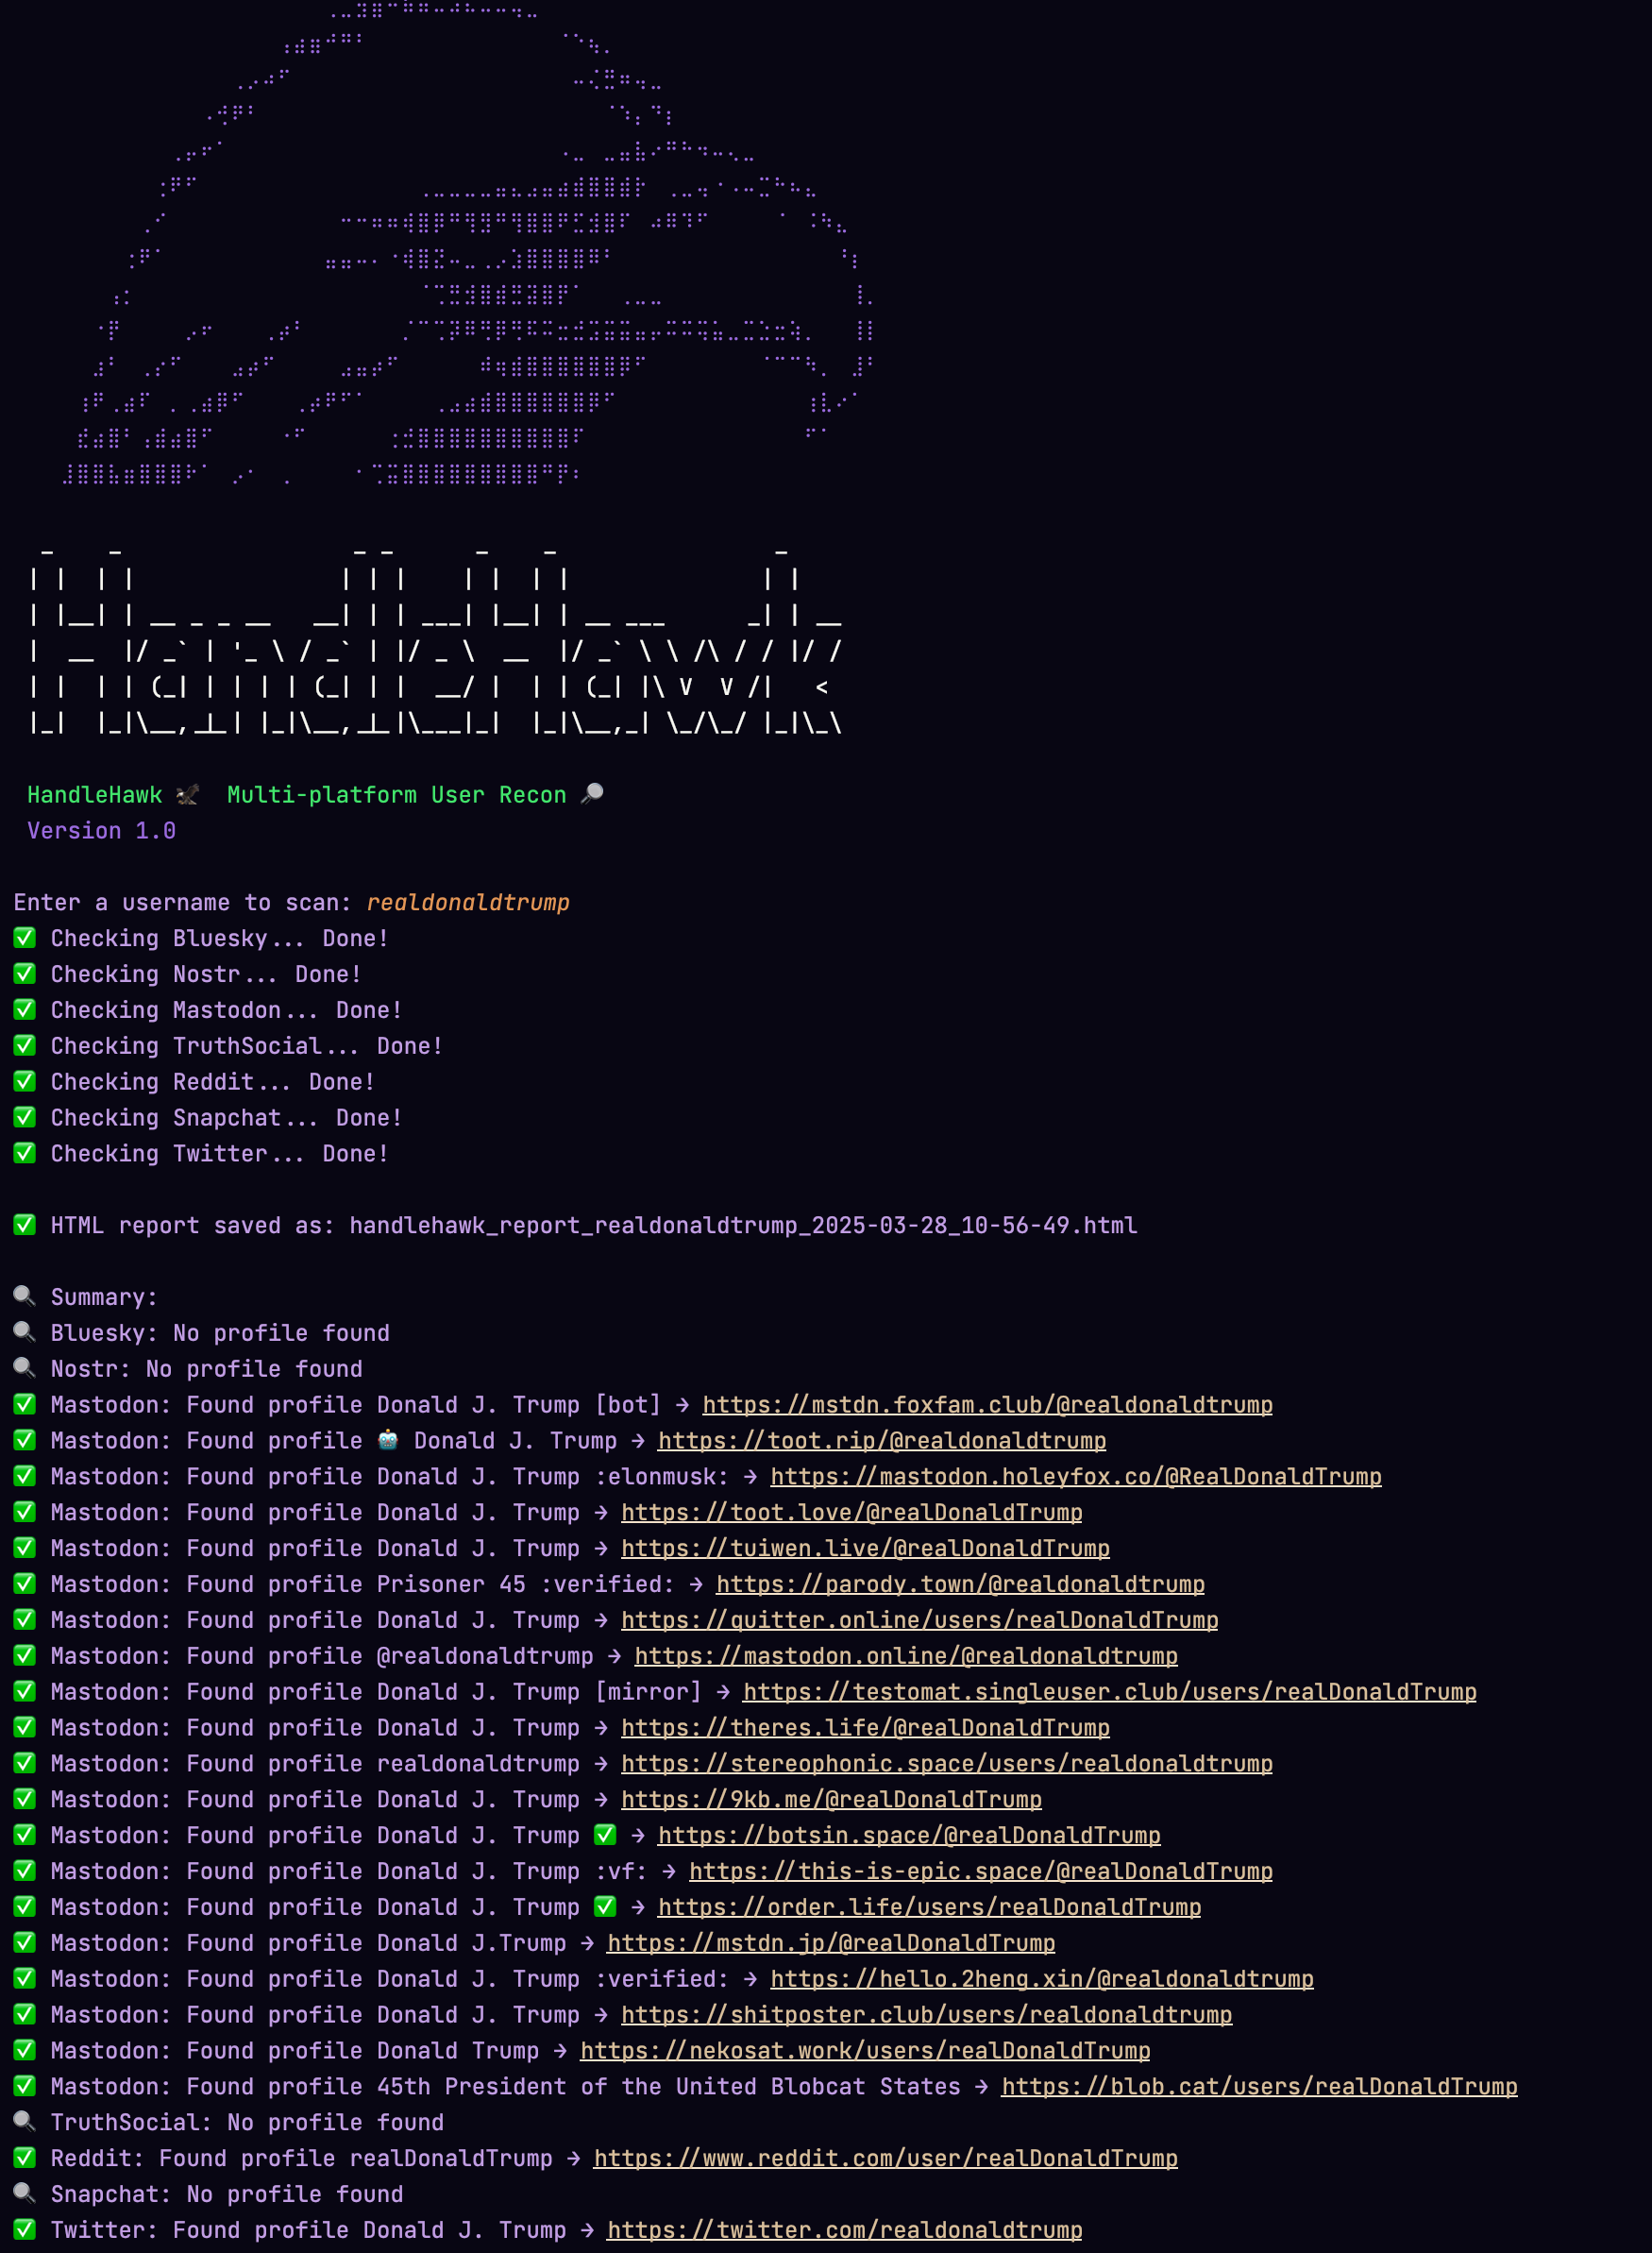 HandleHawk
HandleHawk 🦅 Multi-platform User Recon 🔎
Version 1.0
Enter a username to scan: realdonaldtrump
✅ Checking Bluesky... Done!
✅ Checking Nostr... Done!
✅ Checking Mastodon... Done!
✅ Checking TruthSocial... Done!
✅ Checking Reddit... Done!
✅ Checking Snapchat... Done!
✅ Checking Twitter... Done!
✅ HTML report saved as: handlehawk_report_realdonaldtrump_2025-03-28_10-56-49.html
🔍 Summary:
🔍 Bluesky: No profile found
🔍 Nostr: No profile found
✅ Mastodon: Found profile Donald J. Trump [bot] → https://mstdn.foxfam.club/@realdonaldtrump
✅ Mastodon: Found profile 🤖 Donald J. Trump → https://toot.rip/@realdonaldtrump
✅ Mastodon: Found profile Donald J. Trump :elonmusk: → https://mastodon.holeyfox.co/@RealDonaldTrump
✅ Mastodon: Found profile Donald J. Trump → https://toot.love/@realDonaldTrump
✅ Mastodon: Found profile Donald J. Trump → https://tuiwen.live/@realDonaldTrump
✅ Mastodon: Found profile Prisoner 45 :verified: → https://parody.town/@realdonaldtrump
✅ Mastodon: Found profile Donald J. Trump → https://quitter.online/users/realDonaldTrump
✅ Mastodon: Found profile @realdonaldtrump → https://mastodon.online/@realdonaldtrump
✅ Mastodon: Found profile Donald J. Trump [mirror] → https://testomat.singleuser.club/users/realDonaldTrump
✅ Mastodon: Found profile Donald J. Trump → https://theres.life/@realDonaldTrump
✅ Mastodon: Found profile realdonaldtrump → https://stereophonic.space/users/realdonaldtrump
✅ Mastodon: Found profile Donald J. Trump → https://9kb.me/@realDonaldTrump
✅ Mastodon: Found profile Donald J. Trump ✅ → https://botsin.space/@realDonaldTrump
✅ Mastodon: Found profile Donald J. Trump :vf: → https://this-is-epic.space/@realDonaldTrump
✅ Mastodon: Found profile Donald J. Trump ✅ → https://order.life/users/realDonaldTrump
✅ Mastodon: Found profile Donald J.Trump → https://mstdn.jp/@realDonaldTrump
✅ Mastodon: Found profile Donald J. Trump :verified: → https://hello.2heng.xin/@realdonaldtrump
✅ Mastodon: Found profile Donald J. Trump → https://shitposter.club/users/realdonaldtrump
✅ Mastodon: Found profile Donald Trump → https://nekosat.work/users/realDonaldTrump
✅ Mastodon: Found profile 45th President of the United Blobcat States → https://blob.cat/users/realDonaldTrump
🔍 TruthSocial: No profile found
✅ Reddit: Found profile realDonaldTrump → https://www.reddit.com/user/realDonaldTrump
🔍 Snapchat: No profile found
✅ Twitter: Found profile Donald J. Trump → https://twitter.com/realdonaldtrump